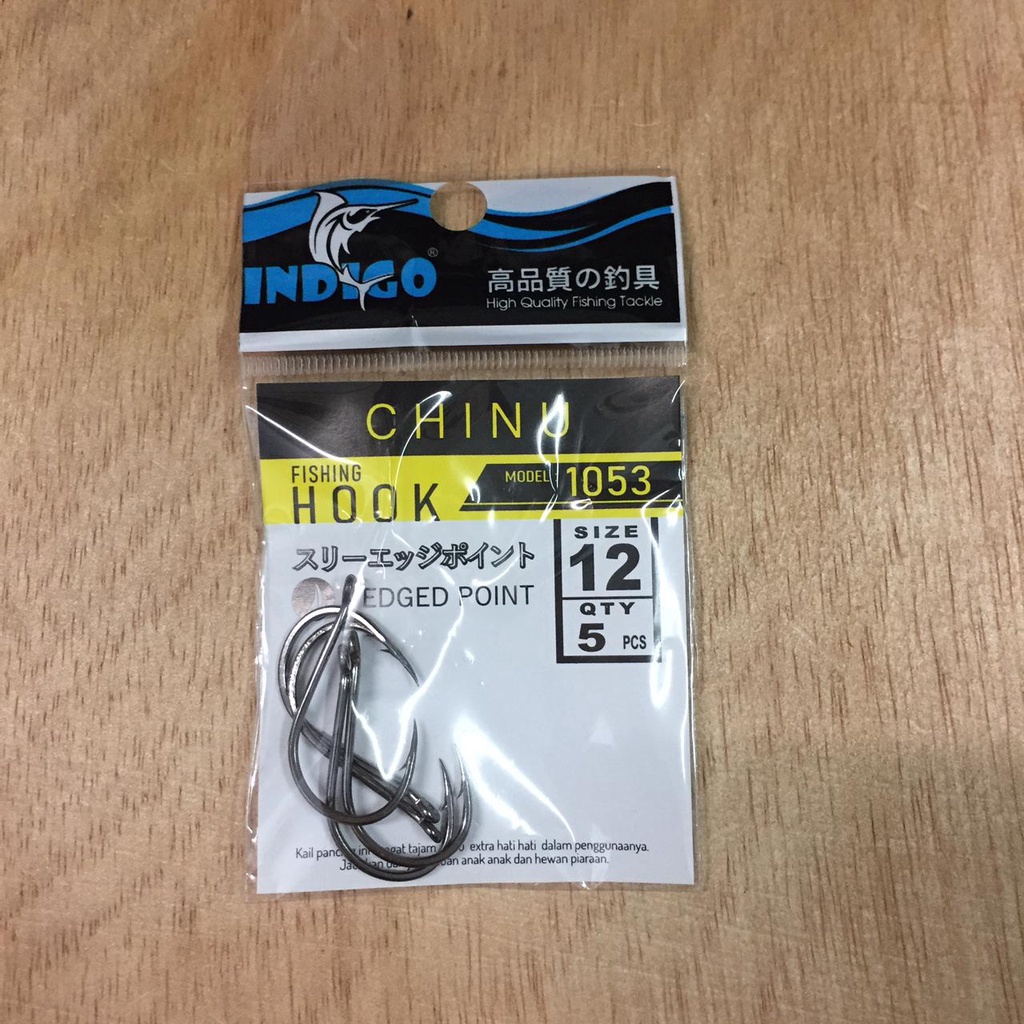 INDIGO ®
高品質の釣具
High Quality Fishing Tackle
CHINU
FISHING
HOOK
MODEL : 1053
スリーエッジポイント
EDGED POINT
SIZE
12
QTY
5 PCS
Kail tajam extra hati hati dalam penggunaanya.
anak anak dan hewan piaraan.